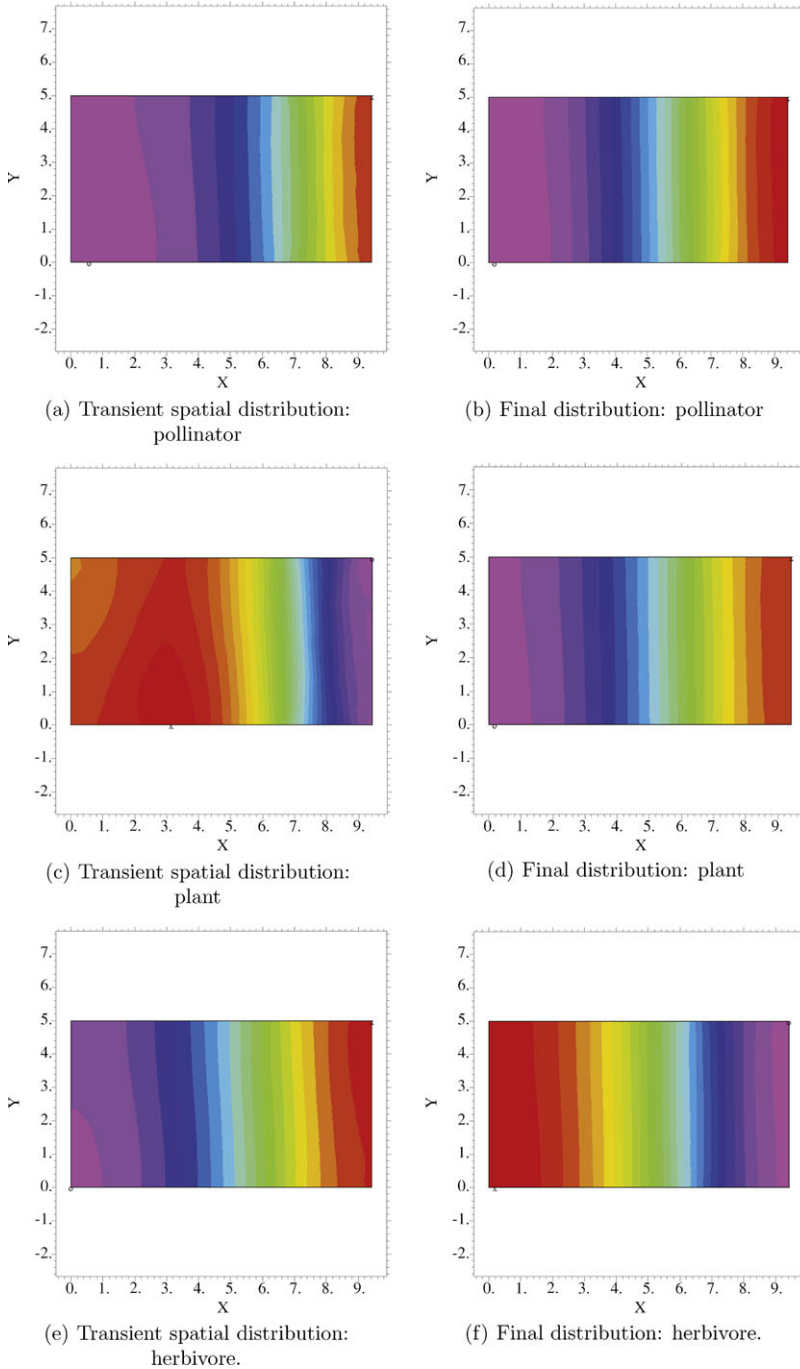 7.
6.
5.
4.
3.
2.
1.
0.
-1.
-2.
Y
0. 1. 2. 3. 4. 5. 6. 7. 8. 9.
X
(a) Transient spatial distribution:
pollinator
7.
6.
5.
4.
3.
2.
1.
0.
-1.
-2.
Y
0. 1. 2. 3. 4. 5. 6. 7. 8. 9.
X
(b) Final distribution: pollinator
7.
6.
5.
4.
3.
2.
1.
0.
-1.
-2.
Y
0. 1. 2. 3. 4. 5. 6. 7. 8. 9.
X
(c) Transient spatial distribution:
plant
7.
6.
5.
4.
3.
2.
1.
0.
-1.
-2.
Y
0. 1. 2. 3. 4. 5. 6. 7. 8. 9.
X
(d) Final distribution: plant
7.
6.
5.
4.
3.
2.
1.
0.
-1.
-2.
Y
0. 1. 2. 3. 4. 5. 6. 7. 8. 9.
X
(e) Transient spatial distribution:
herbivore.
7.
6.
5.
4.
3.
2.
1.
0.
-1.
-2.
Y
0. 1. 2. 3. 4. 5. 6. 7. 8. 9.
X
(f) Final distribution: herbivore.